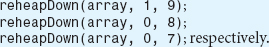 reheapDown(array, 1, 9);
reheapDown(array, 0, 8);
reheapDown(array, 0, 7); respectively.